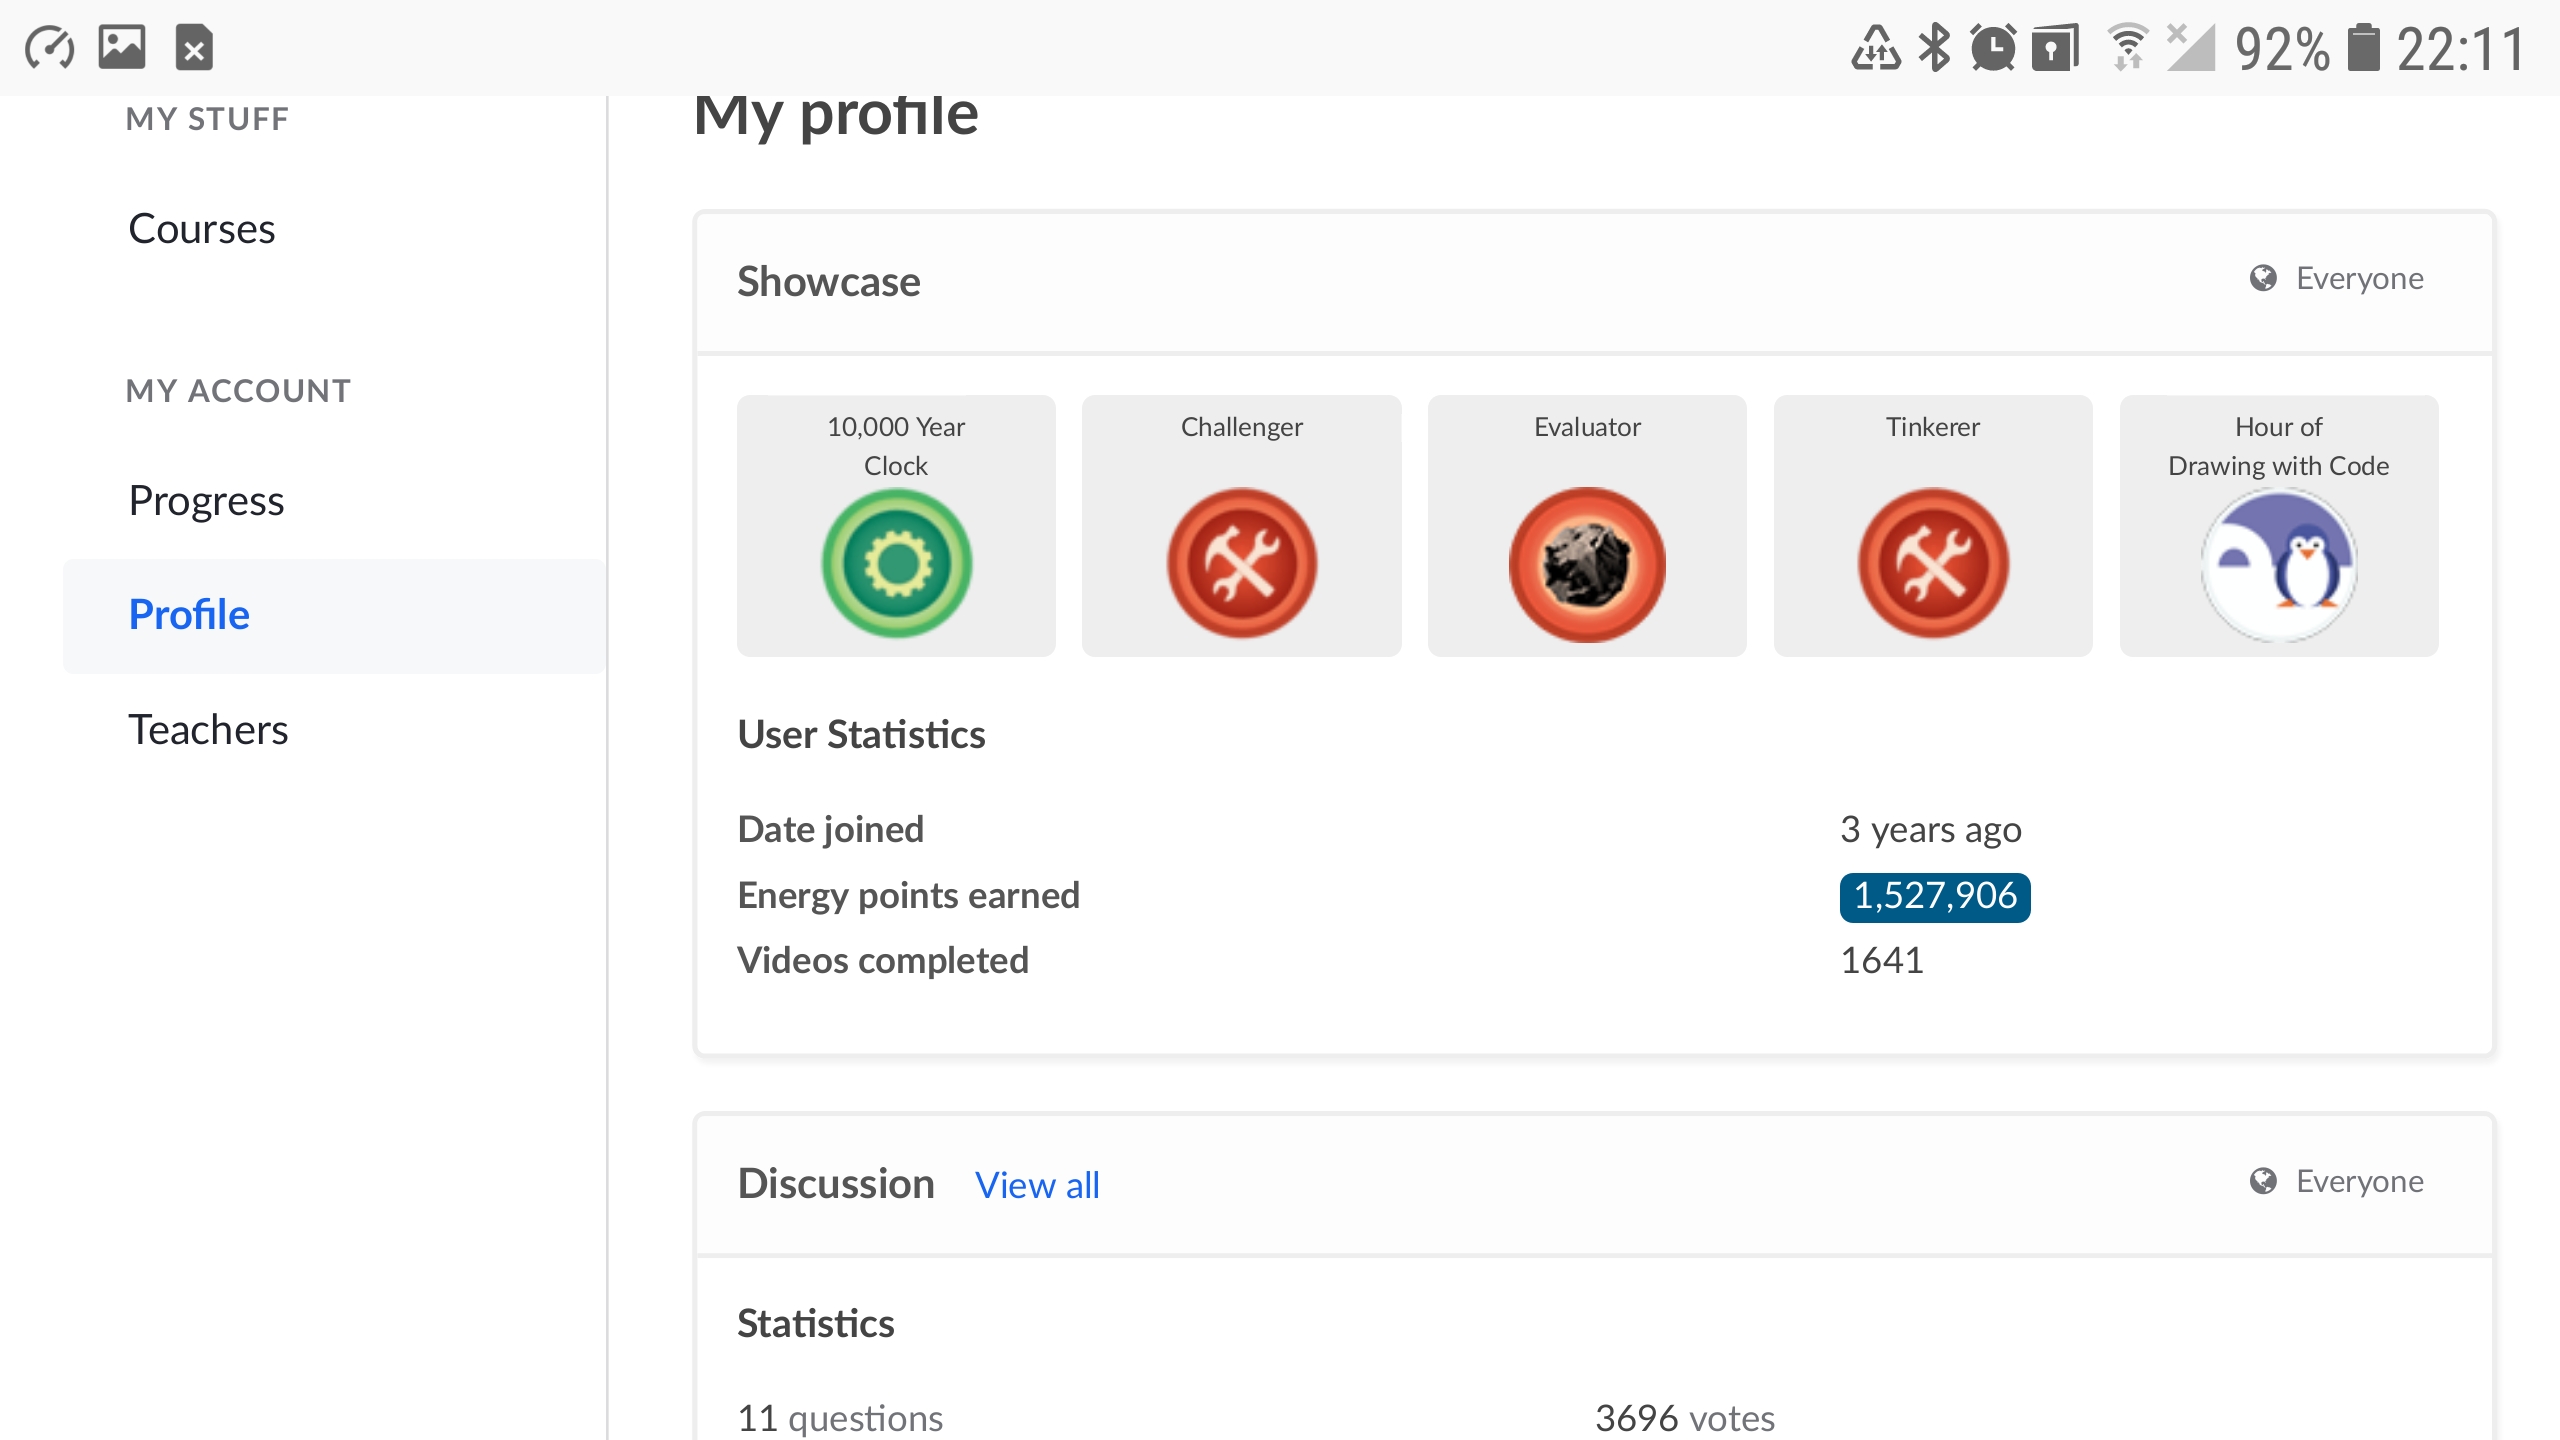 92% 22:11
MY STUFF
Courses
MY ACCOUNT
Progress
Profile
Teachers
My profile
Showcase
Everyone
10,000 Year
Clock
Challenger
Evaluator
Tinkerer
Hour of
Drawing with Code
User Statistics
Date joined 3 years ago
Energy points earned 1,527,906
Videos completed 1641
Discussion View all
Everyone
Statistics
11 questions 3696 votes